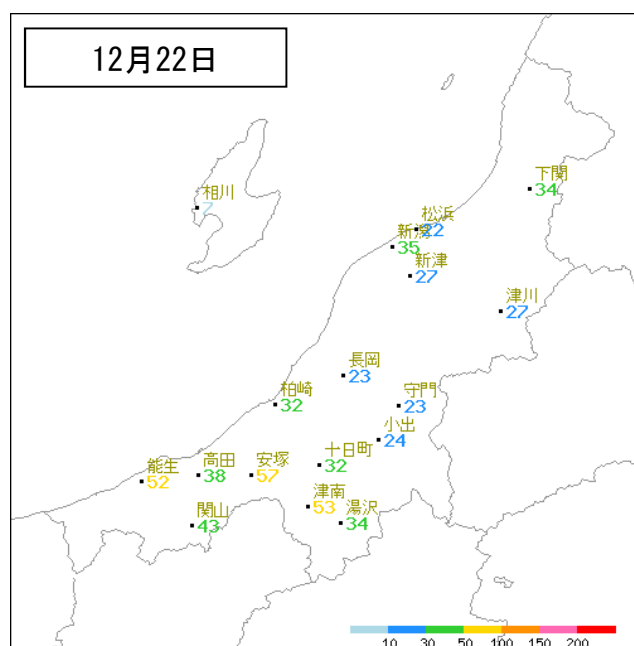 12月22日
下関
34
相川
7
松浜
22
新潟
35
新津
27
津川
27
長岡
23
柏崎
32
守門
23
小出
24
十日町
32
能生
52
高田
38
安塚
57
津南
53
湯沢
34
関山
43
10 30 50 100 150 200